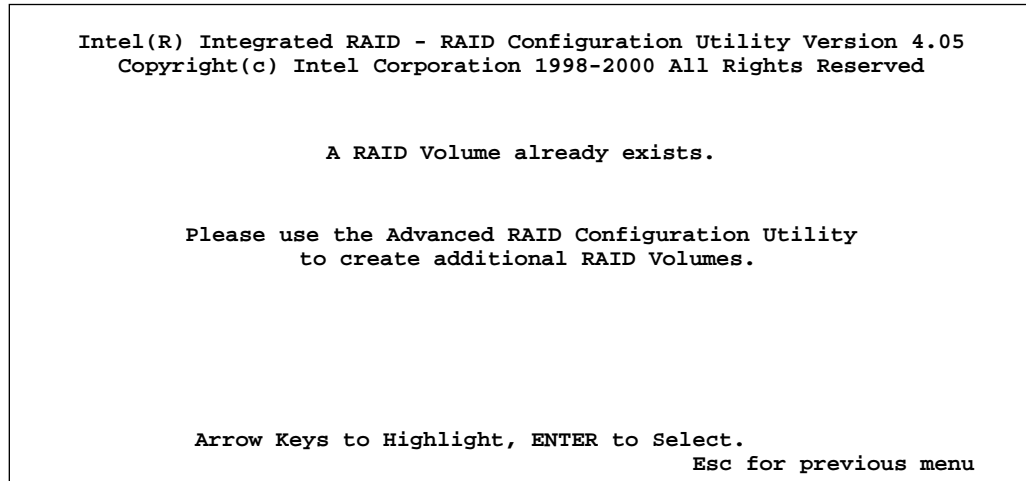 Intel(R) Integrated RAID - RAID Configuration Utility Version 4.05
Copyright(c) Intel Corporation 1998-2000 All Rights Reserved
A RAID Volume already exists.
Please use the Advanced RAID Configuration Utility
to create additional RAID Volumes.
Arrow Keys to Highlight, ENTER to Select.
Esc for previous menu